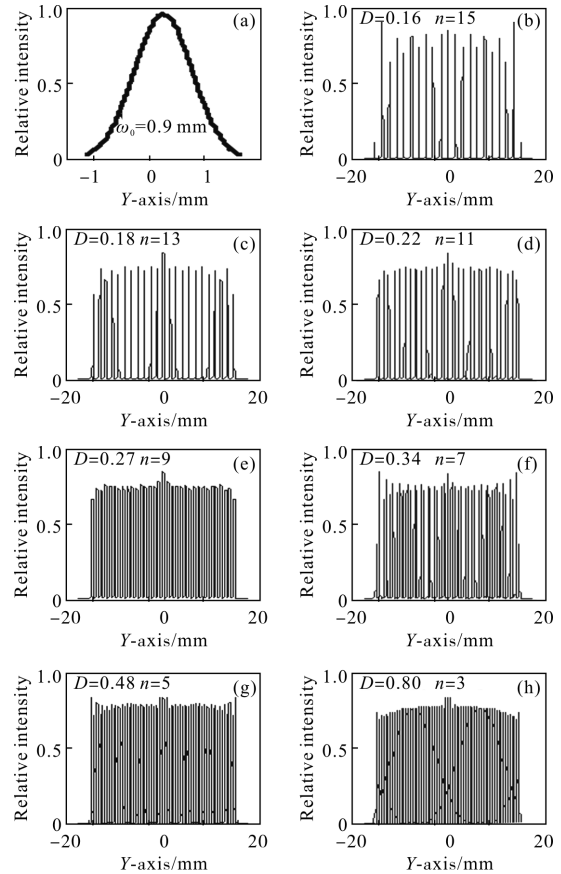 1.0
(a)
Relative intensity
0.5
ω₀=0.9 mm
0
−1 0 1
Y-axis/mm
1.0
D=0.16 n=15
(b)
Relative intensity
0.5
0
−20 0 20
Y-axis/mm
1.0
D=0.18 n=13
(c)
Relative intensity
0.5
0
−20 0 20
Y-axis/mm
1.0
D=0.22 n=11
(d)
Relative intensity
0.5
0
−20 0 20
Y-axis/mm
1.0
D=0.27 n=9
(e)
Relative intensity
0.5
0
−20 0 20
Y-axis/mm
1.0
D=0.34 n=7
(f)
Relative intensity
0.5
0
−20 0 20
Y-axis/mm
1.0
D=0.48 n=5
(g)
Relative intensity
0.5
0
−20 0 20
Y-axis/mm
1.0
D=0.80 n=3
(h)
Relative intensity
0.5
0
−20 0 20
Y-axis/mm